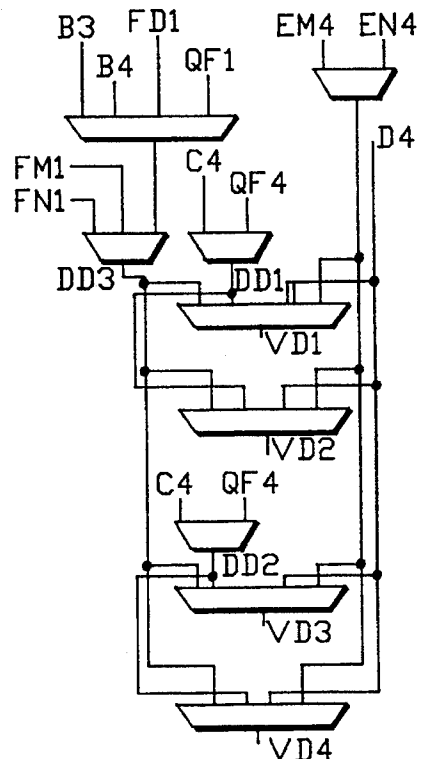 B3 FD1 EM4 EN4
B4 QF1
D4
FM1 C4
FN1 QF4
DD3 DD1
VD1
VD2
C4 QF4
DD2
VD3
VD4